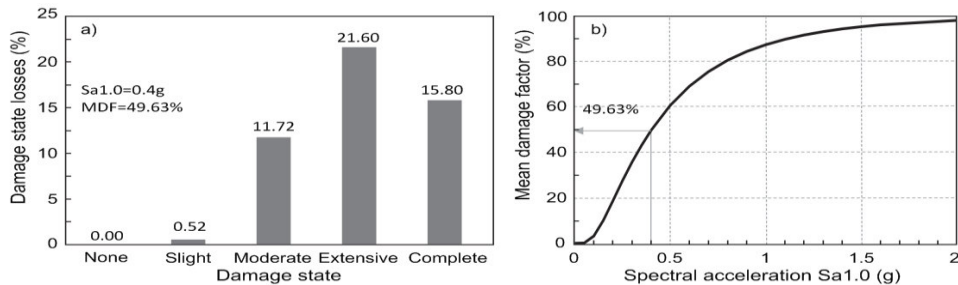 a)
Damage state losses (%)
25
20
15
10
5
0
Sa1.0=0.4g
MDF=49.63%
0.00
0.52
11.72
21.60
15.80
None Slight Moderate Extensive Complete
Damage state
b)
Mean damage factor (%)
100
80
60
40
20
0
49.63%
0 0.5 1 1.5 2
Spectral acceleration Sa1.0 (g)